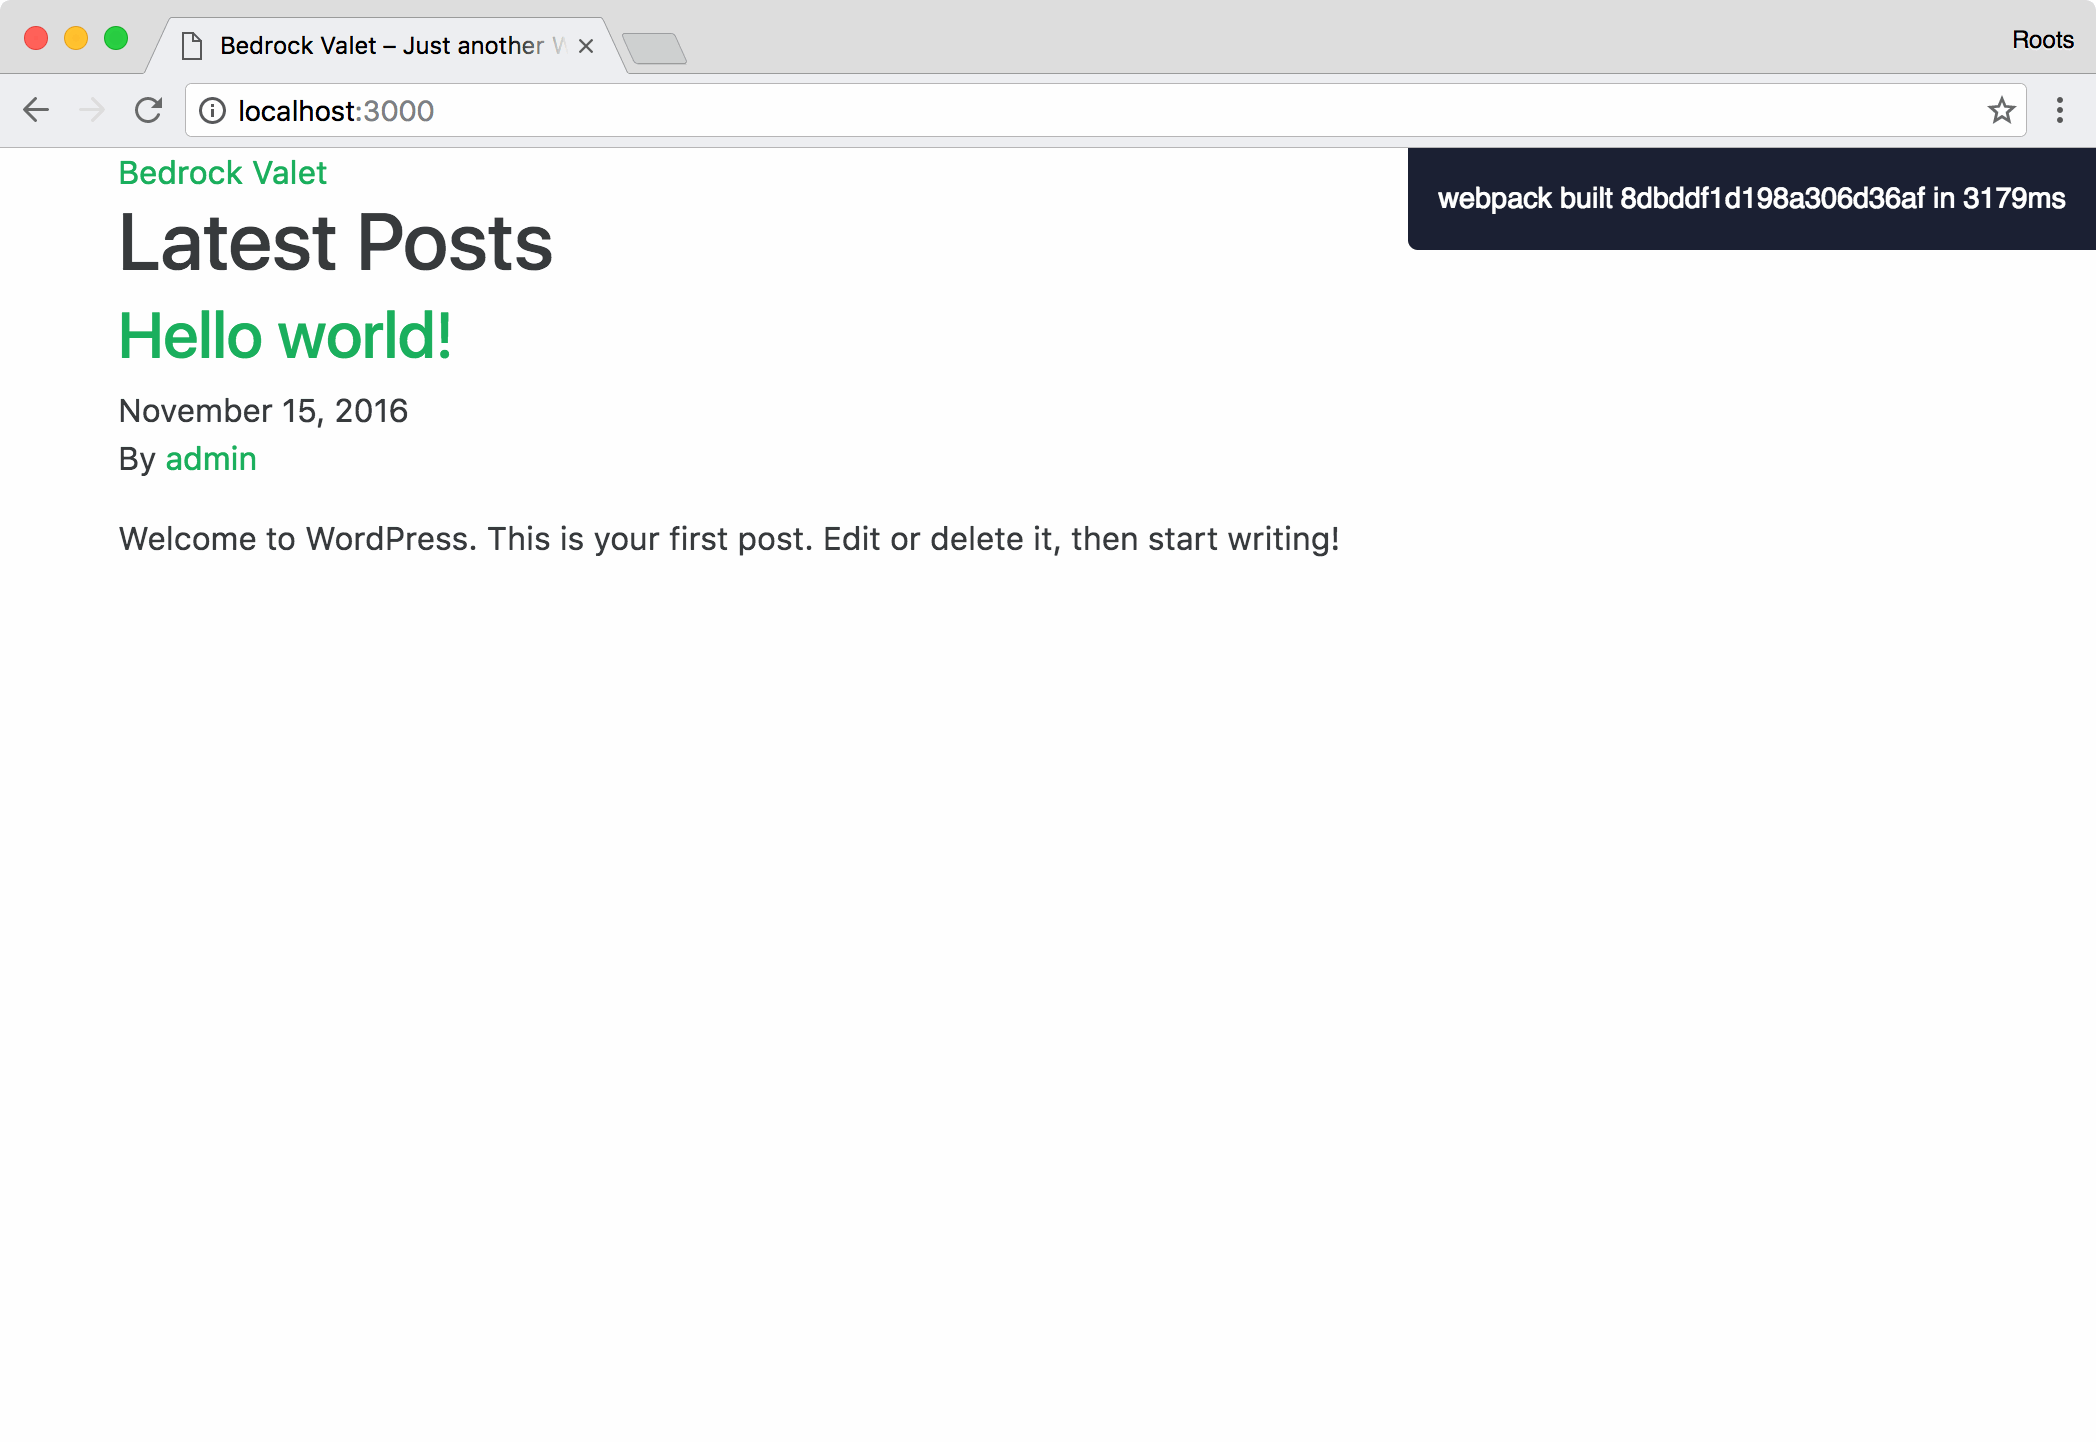 Bedrock Valet – Just another W
Roots
localhost:3000
Bedrock Valet
webpack built 8dbddf1d198a306d36af in 3179ms
Latest Posts
Hello world!
November 15, 2016
By admin
Welcome to WordPress. This is your first post. Edit or delete it, then start writing!